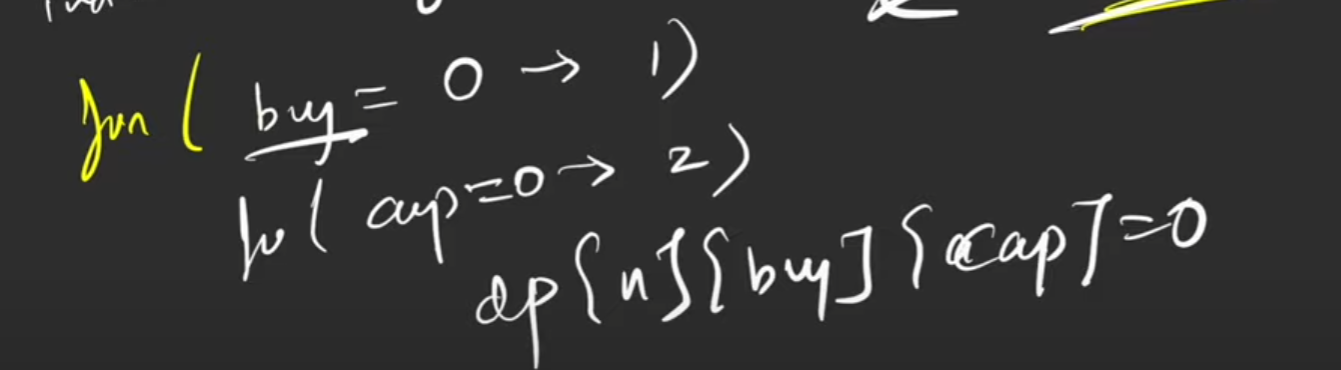 for ( buy = 0 → 1)
for ( cap = 0 → 2)
dp[n][buy][cap] = 0